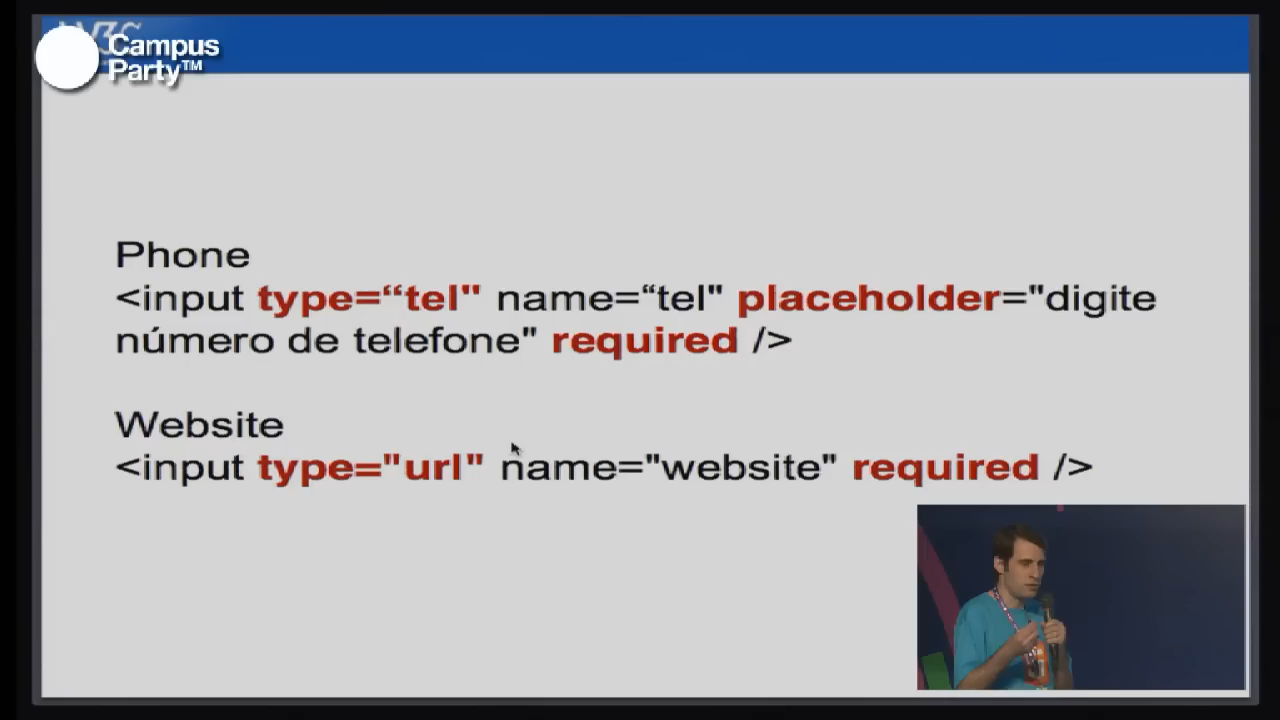 W3C
Campus
Party™
Phone
<input type=“tel" name=“tel" placeholder="digite
número de telefone" required />
Website
<input type="url" name="website" required />